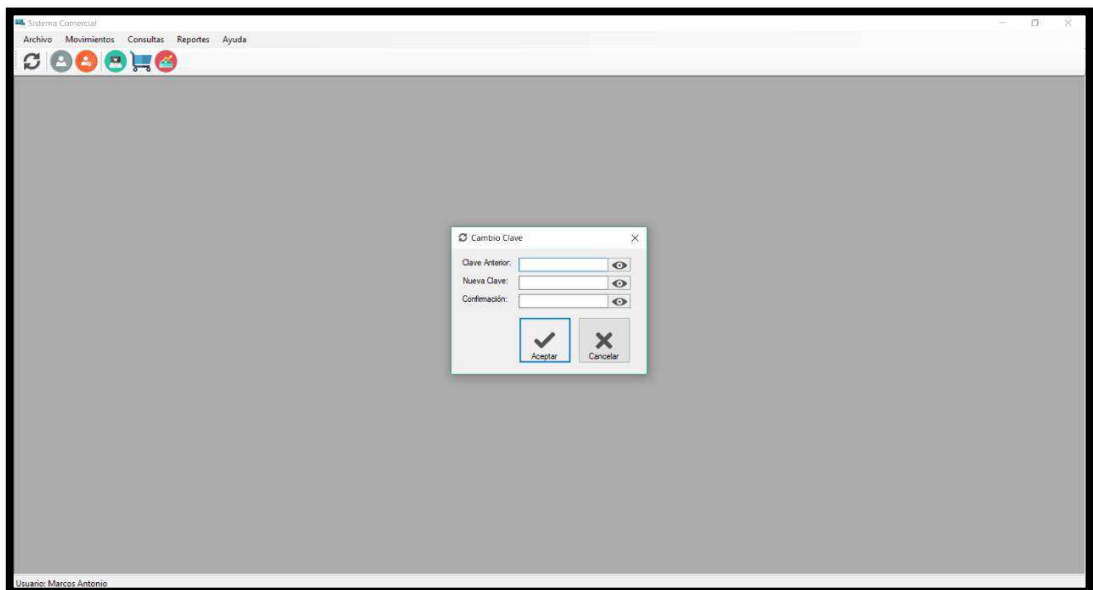 Sistema Comercial
Archivo Movimientos Consultas Reportes Ayuda
Cambio Clave
Clave Anterior:
Nueva Clave:
Confirmación:
Aceptar Cancelar
Usuario: Marcos Antonio